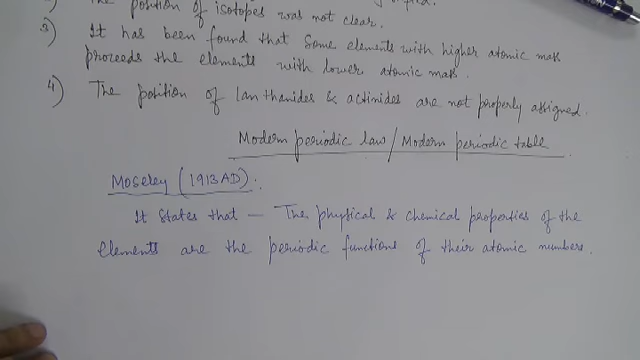 The position of isotopes was not clear.
3) It has been found that some elements with higher atomic mass
proceeds the elements with lower atomic mass.
4) The position of lanthanides & actinides are not properly assigned.
Modern periodic law/Modern periodic table
Moseley (1913AD):
It states that — The physical & chemical properties of the
elements are the periodic functions of their atomic numbers.